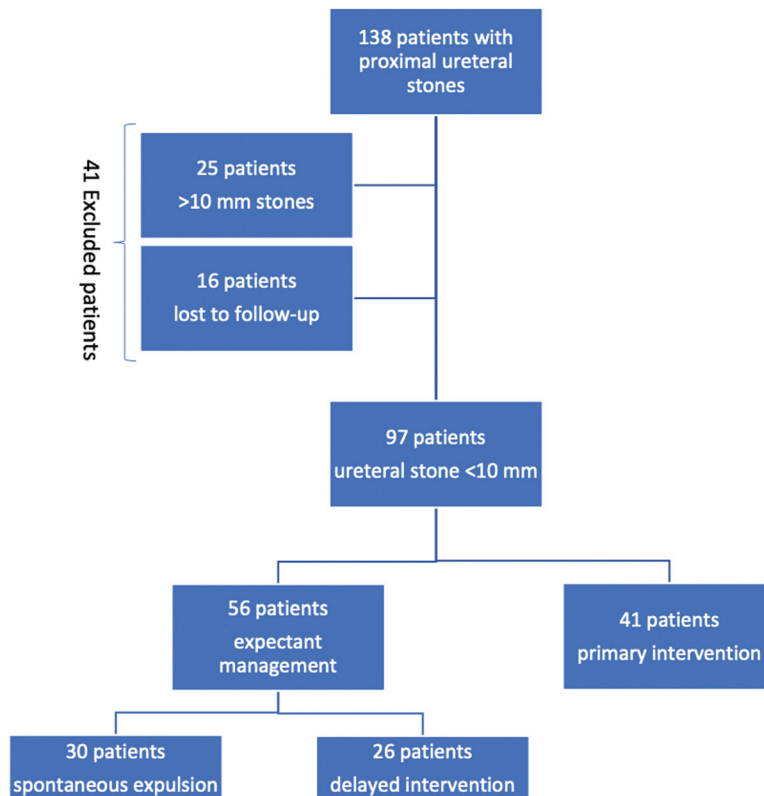 138 patients with
proximal ureteral
stones
41 Excluded patients
25 patients
>10 mm stones
16 patients
lost to follow-up
97 patients
ureteral stone <10 mm
56 patients
expectant
management
41 patients
primary intervention
30 patients
spontaneous expulsion
26 patients
delayed intervention